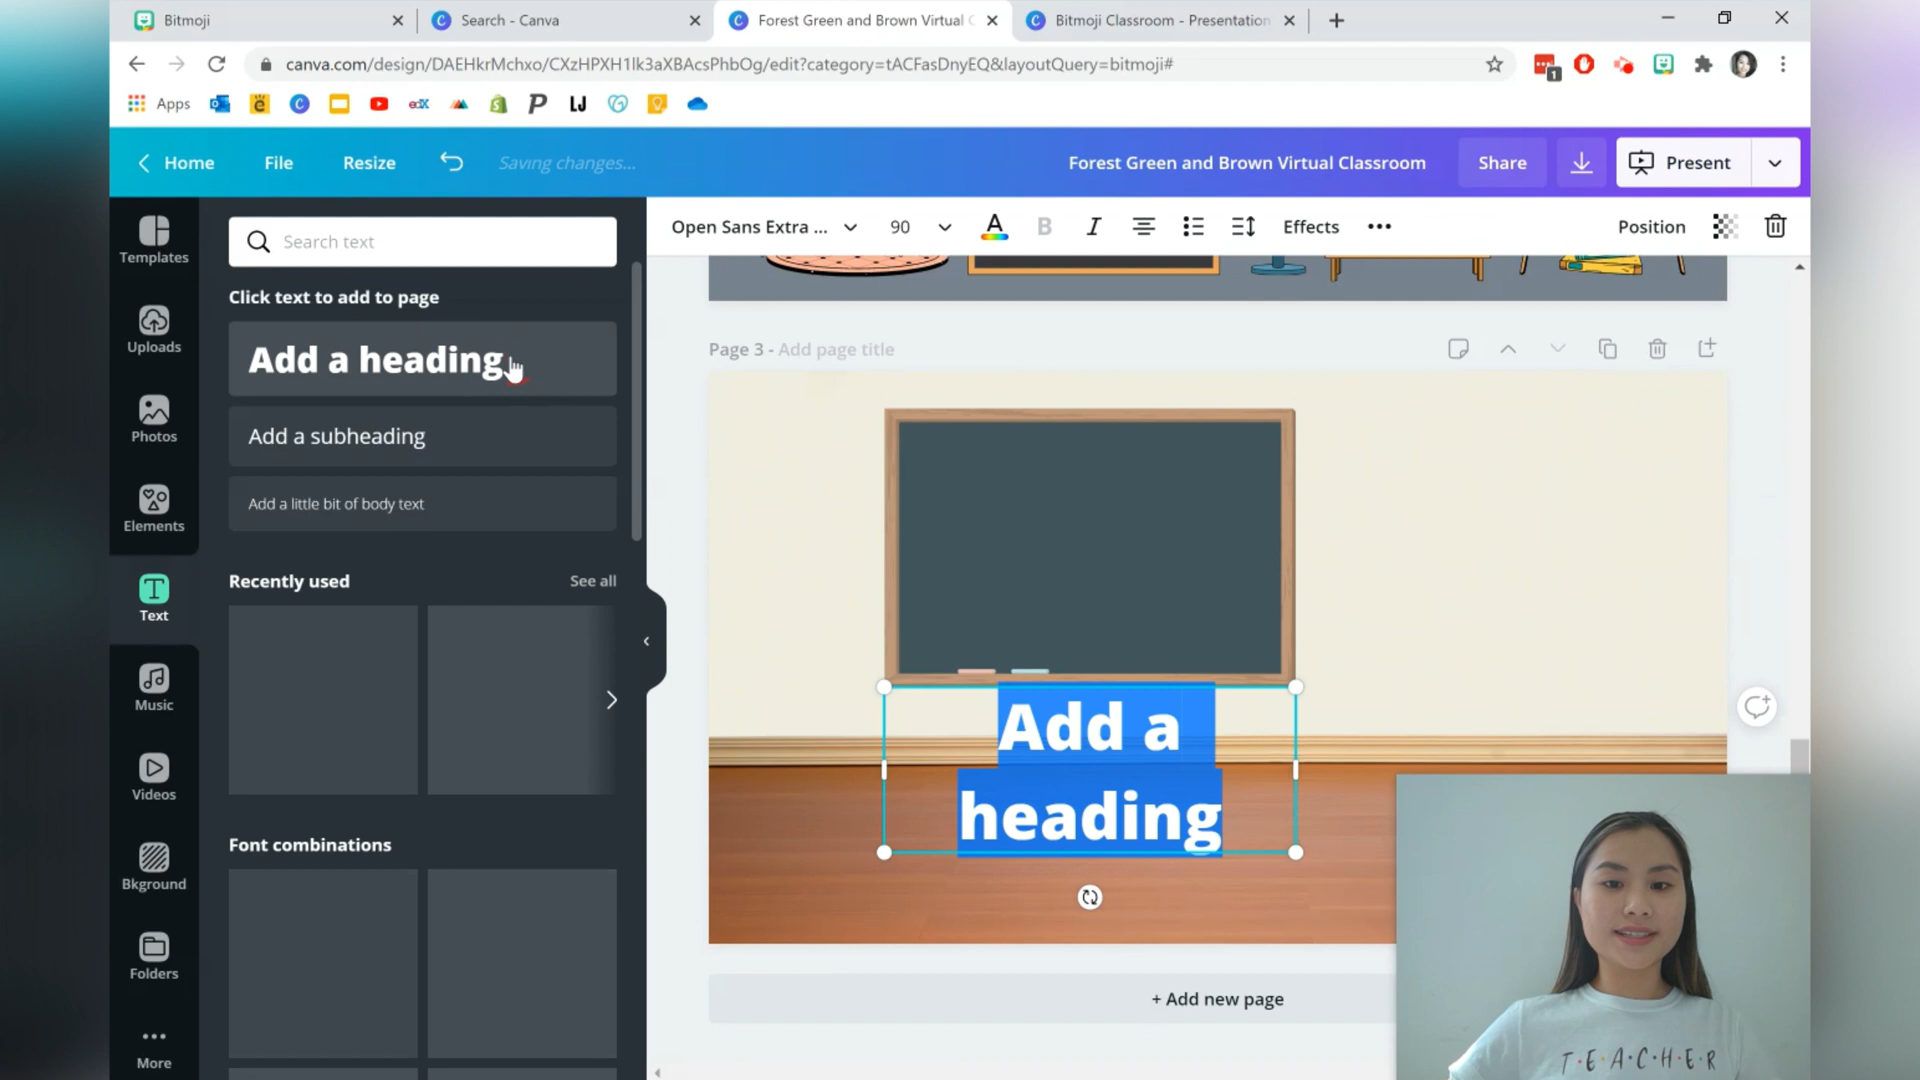 Bitmoji
Search - Canva
Forest Green and Brown Virtual C
Bitmoji Classroom - Presentation
canva.com/design/DAEHkrMchxo/CXzHPXH1lk3aXBAcsPhbOg/edit?category=tACFasDnyEQ&layoutQuery=bitmoji#
1
Apps
edX
P
IJ
Home
File
Resize
Saving changes...
Forest Green and Brown Virtual Classroom
Share
Present
Templates
Uploads
Photos
Elements
Text
Music
Videos
Bkground
Folders
More
Search text
Click text to add to page
Add a heading
Add a subheading
Add a little bit of body text
Recently used
See all
Font combinations
Open Sans Extra ...
90
A
B
I
Effects
Position
Page 3 - Add page title
Add a
heading
+ Add new page
T·E·A·C·H·E·R